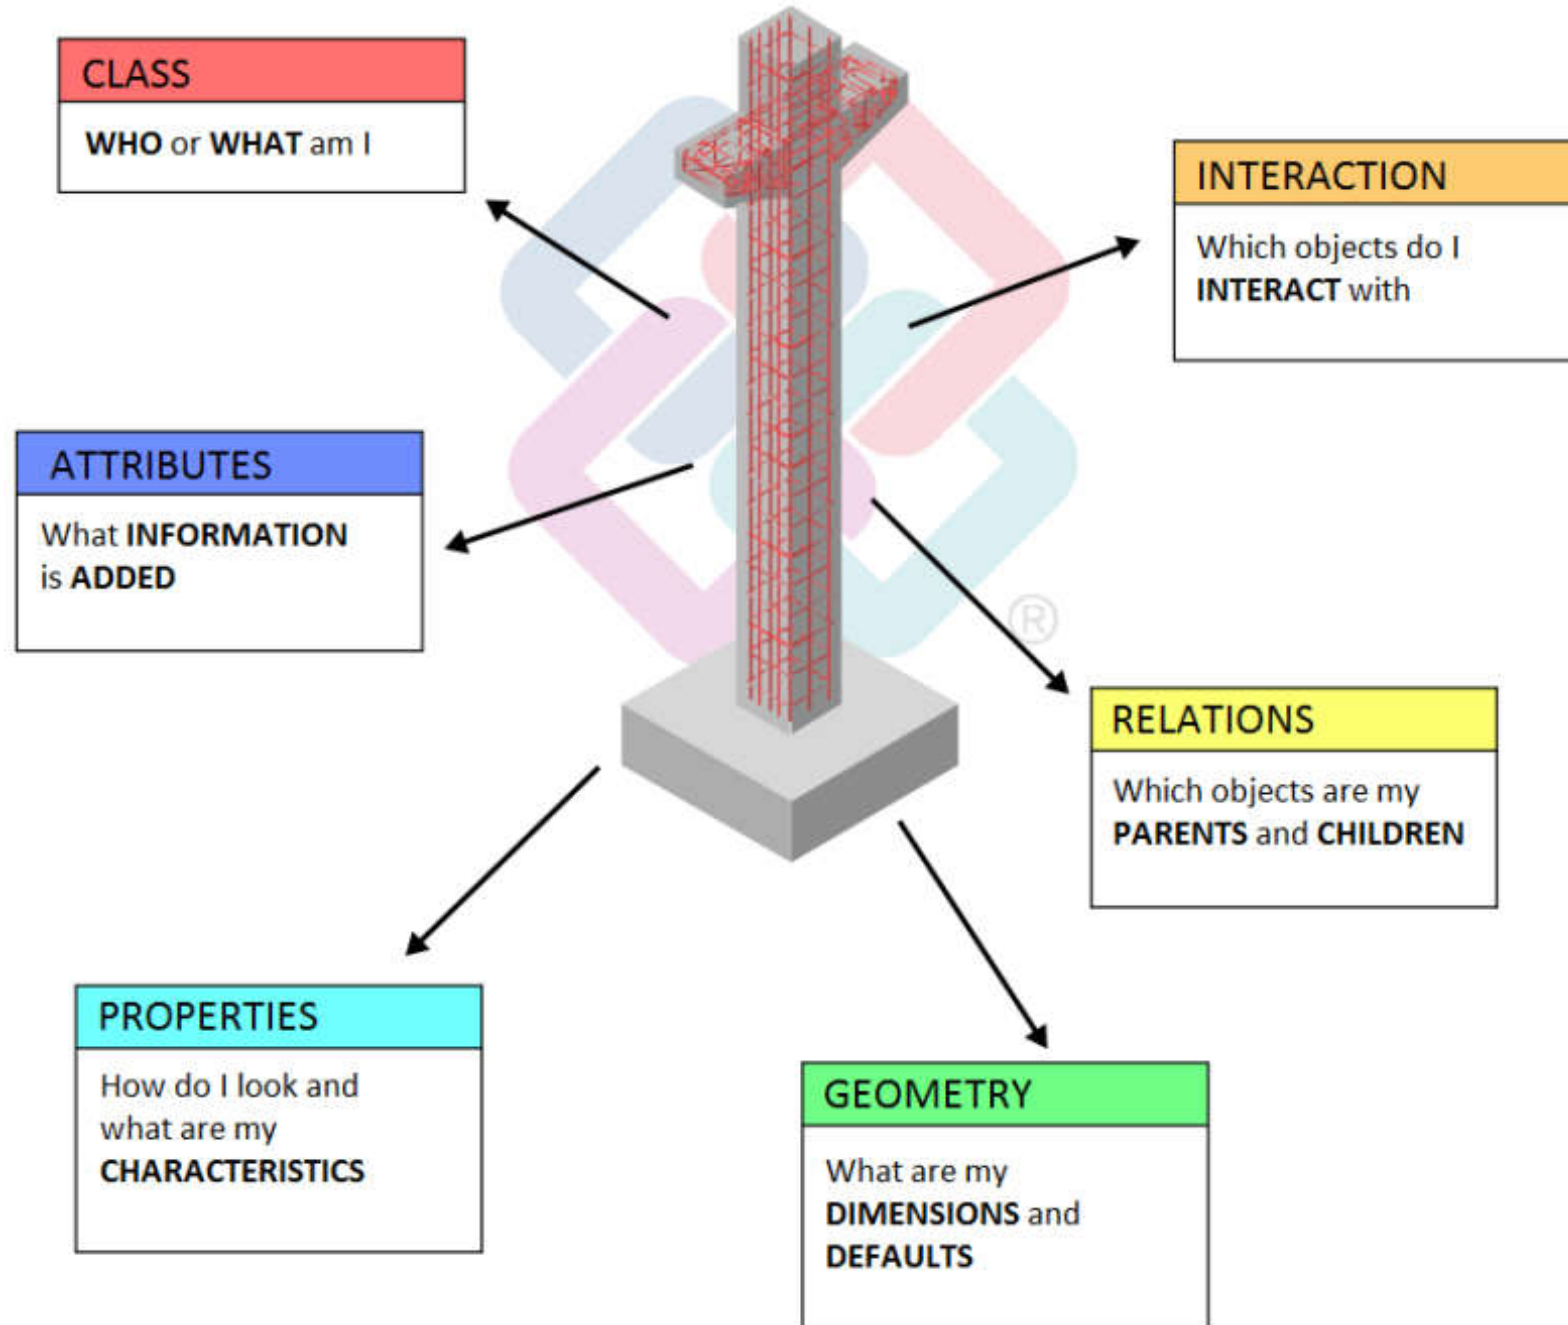 CLASS
WHO or WHAT am I
INTERACTION
Which objects do I
INTERACT with
ATTRIBUTES
What INFORMATION
is ADDED
®
RELATIONS
Which objects are my
PARENTS and CHILDREN
PROPERTIES
How do I look and
what are my
CHARACTERISTICS
GEOMETRY
What are my
DIMENSIONS and
DEFAULTS